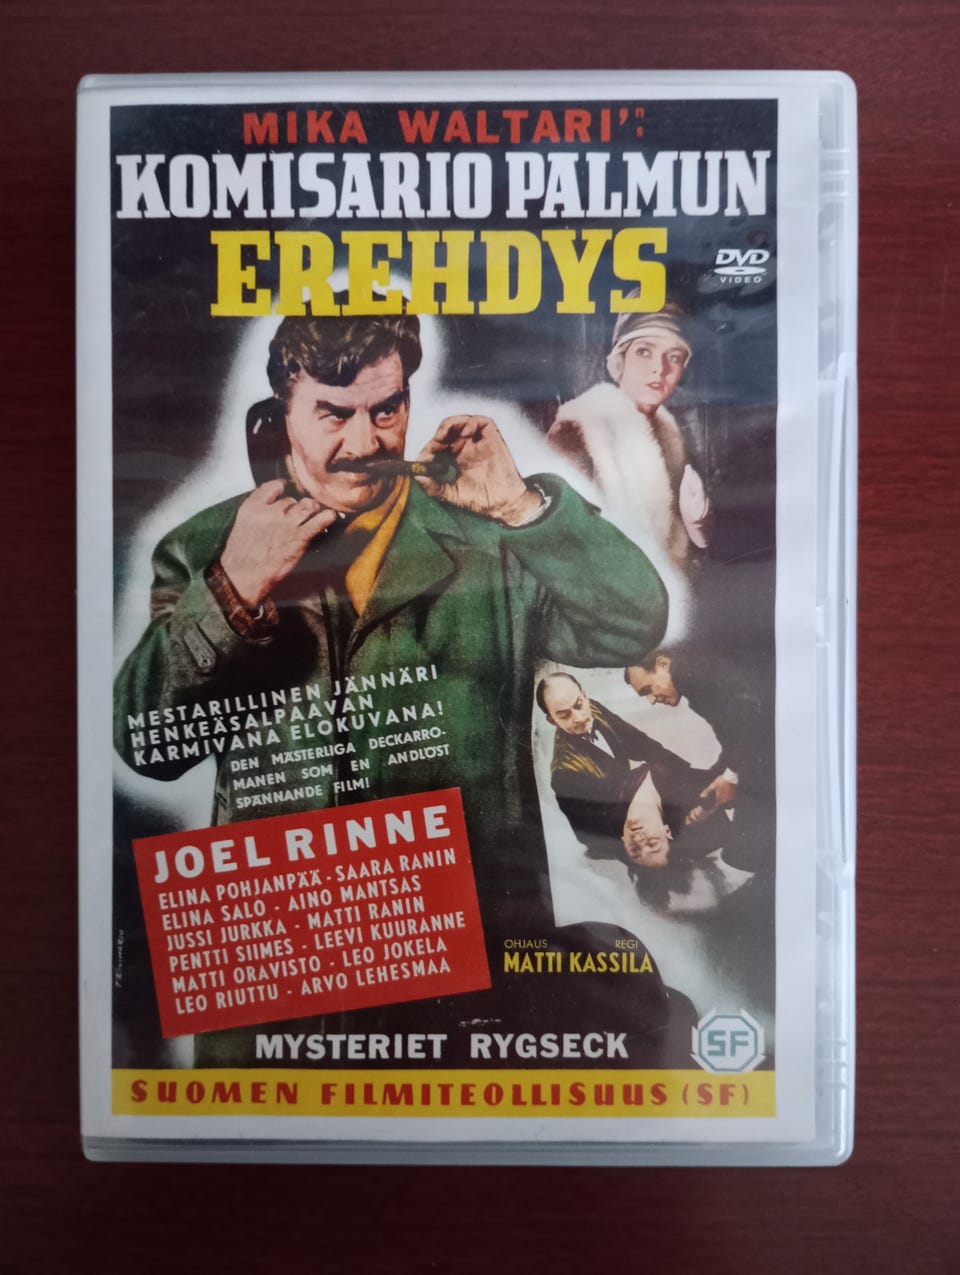 MIKA WALTARI'n:
KOMISARIO PALMUN
EREHDYS
DVD
VIDEO
MESTARILLINEN JÄNNÄRI
HENKEÄSALPAAVAN
KARMIVANA ELOKUVANA!
DEN MÄSTERLIGA DECKARRO-
MANEN SOM EN ANDLÖST
SPÄNNANDE FILM!
JOEL RINNE
ELINA POHJANPÄÄ - SAARA RANIN
ELINA SALO - AINO MANTSAS
JUSSI JURKKA - MATTI RANIN
PENTTI SIIMES - LEEVI KUURANNE
MATTI ORAVISTO - LEO JOKELA
LEO RIUTTU - ARVO LEHESMAA
OHJAUS REGI
MATTI KASSILA
MYSTERIET RYGSECK
SF
SUOMEN FILMITEOLLISUUS (SF)